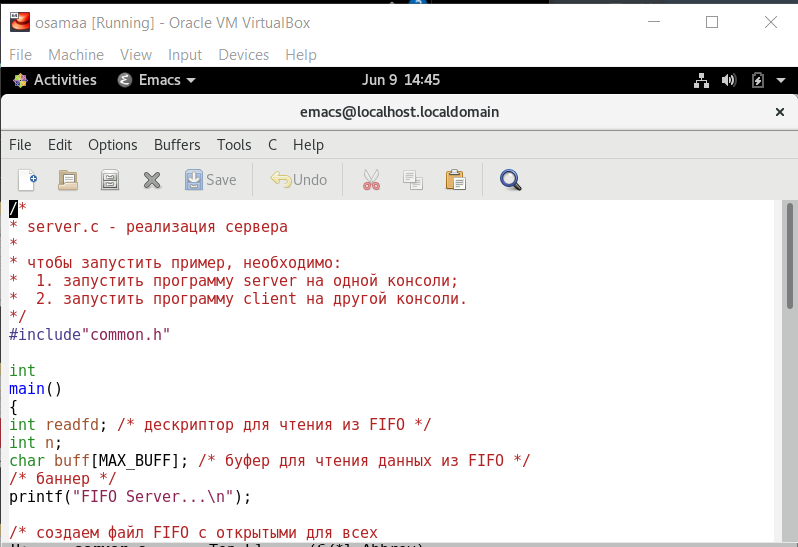 osamaa [Running] - Oracle VM VirtualBox
File Machine View Input Devices Help
Activities Emacs Jun 9 14:45
emacs@localhost.localdomain
File Edit Options Buffers Tools C Help
Save Undo
/*
* server.c - реализация сервера
*
* чтобы запустить пример, необходимо:
* 1. запустить программу server на одной консоли;
* 2. запустить программу client на другой консоли.
*/
#include"common.h"
int
main()
{
int readfd; /* дескриптор для чтения из FIFO */
int n;
char buff[MAX_BUFF]; /* буфер для чтения данных из FIFO */
/* баннер */
printf("FIFO Server...\n");
/* создаем файл FIFO с открытыми для всех